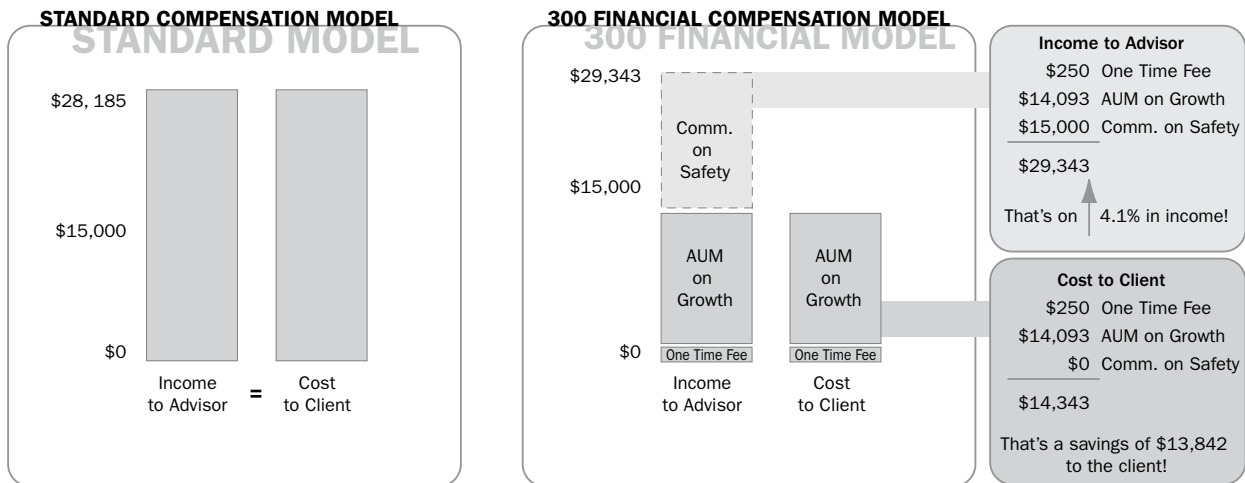 STANDARD COMPENSATION MODEL
STANDARD MODEL
$28, 185
$15,000
$0
Income
to Advisor
=
Cost
to Client
300 FINANCIAL COMPENSATION MODEL
300 FINANCIAL MODEL
$29,343
$15,000
$0
Comm.
on
Safety
AUM
on
Growth
One Time Fee
Income
to Advisor
AUM
on
Growth
One Time Fee
Cost
to Client
Income to Advisor
$250 One Time Fee
$14,093 AUM on Growth
$15,000 Comm. on Safety
$29,343
That's on 4.1% in income!
Cost to Client
$250 One Time Fee
$14,093 AUM on Growth
$0 Comm. on Safety
$14,343
That's a savings of $13,842
to the client!